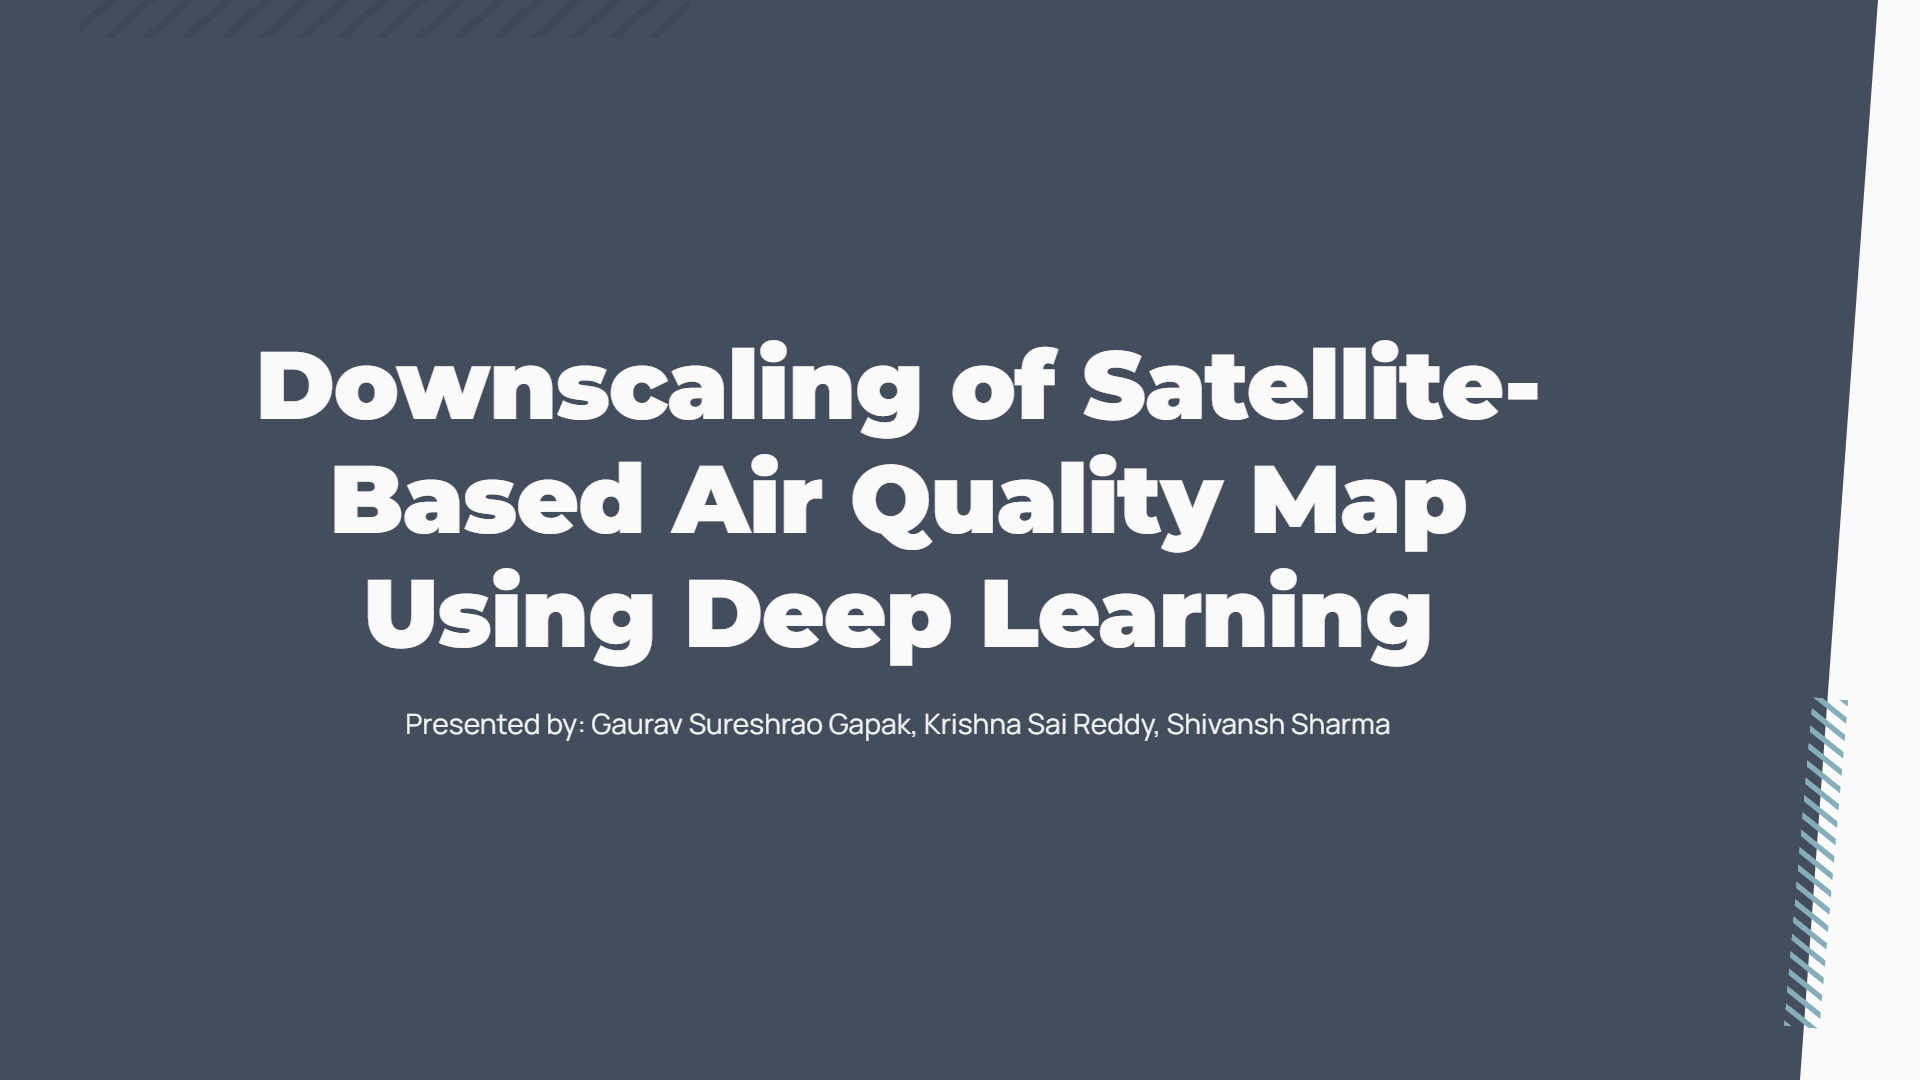 Downscaling of Satellite-
Based Air Quality Map
Using Deep Learning
Presented by: Gaurav Sureshrao Gapak, Krishna Sai Reddy, Shivansh Sharma